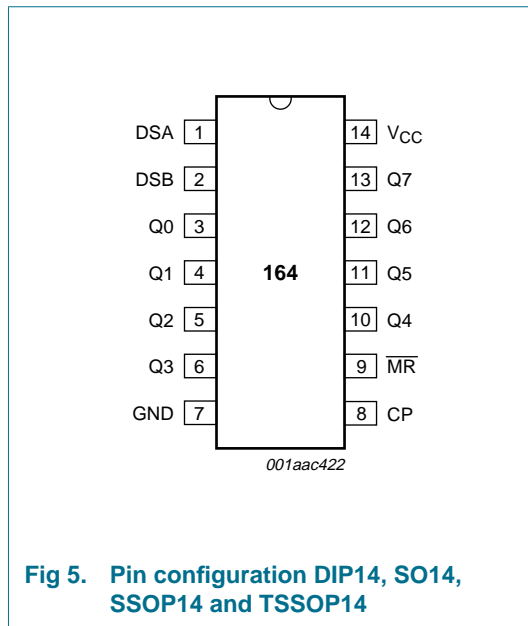 DSA 1 14 VCC
DSB 2 13 Q7
Q0 3 12 Q6
Q1 4 164 11 Q5
Q2 5 10 Q4
Q3 6 9 M̅R̅
GND 7 8 CP
001aac422
Fig 5. Pin configuration DIP14, SO14,
SSOP14 and TSSOP14